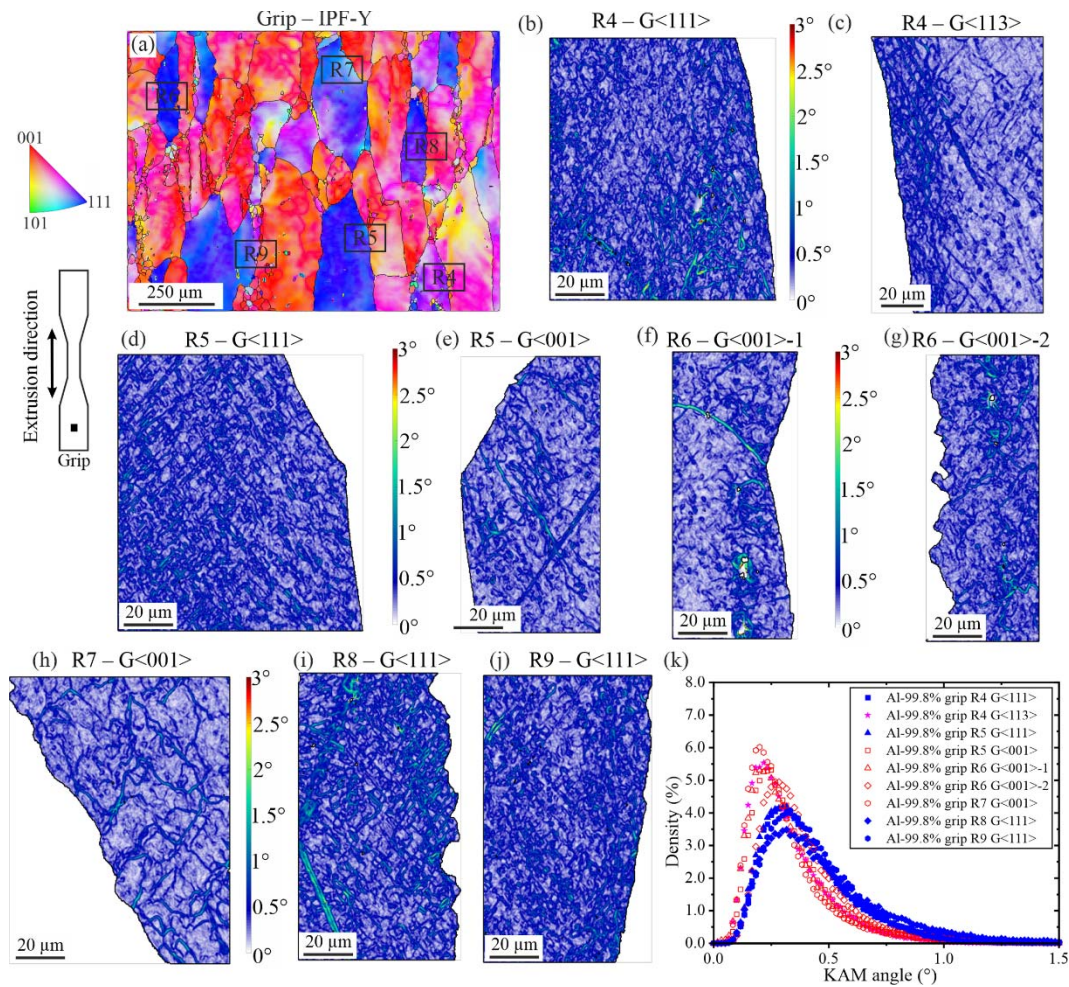 Grip – IPF-Y
(a)
R7
R6
R8
R9
R5
R4
250 µm
001
101
111
Extrusion direction
Grip
(b)
R4 – G<111>
20 µm
3°
2.5°
2°
1.5°
1°
0.5°
0°
(c)
R4 – G<113>
20 µm
(d)
R5 – G<111>
20 µm
3°
2.5°
2°
1.5°
1°
0.5°
0°
(e)
R5 – G<001>
20 µm
(f)
R6 – G<001>-1
20 µm
3°
2.5°
2°
1.5°
1°
0.5°
0°
(g)
R6 – G<001>-2
20 µm
(h)
R7 – G<001>
20 µm
3°
2.5°
2°
1.5°
1°
0.5°
0°
(i)
R8 – G<111>
20 µm
(j)
R9 – G<111>
20 µm
(k)
8.0
7.0
6.0
5.0
4.0
3.0
2.0
1.0
0.0
Density (%)
Al-99.8% grip R4 G<111>
Al-99.8% grip R4 G<113>
Al-99.8% grip R5 G<111>
Al-99.8% grip R5 G<001>
Al-99.8% grip R6 G<001>-1
Al-99.8% grip R6 G<001>-2
Al-99.8% grip R7 G<001>
Al-99.8% grip R8 G<111>
Al-99.8% grip R9 G<111>
0.0
0.5
1.0
1.5
KAM angle (°)